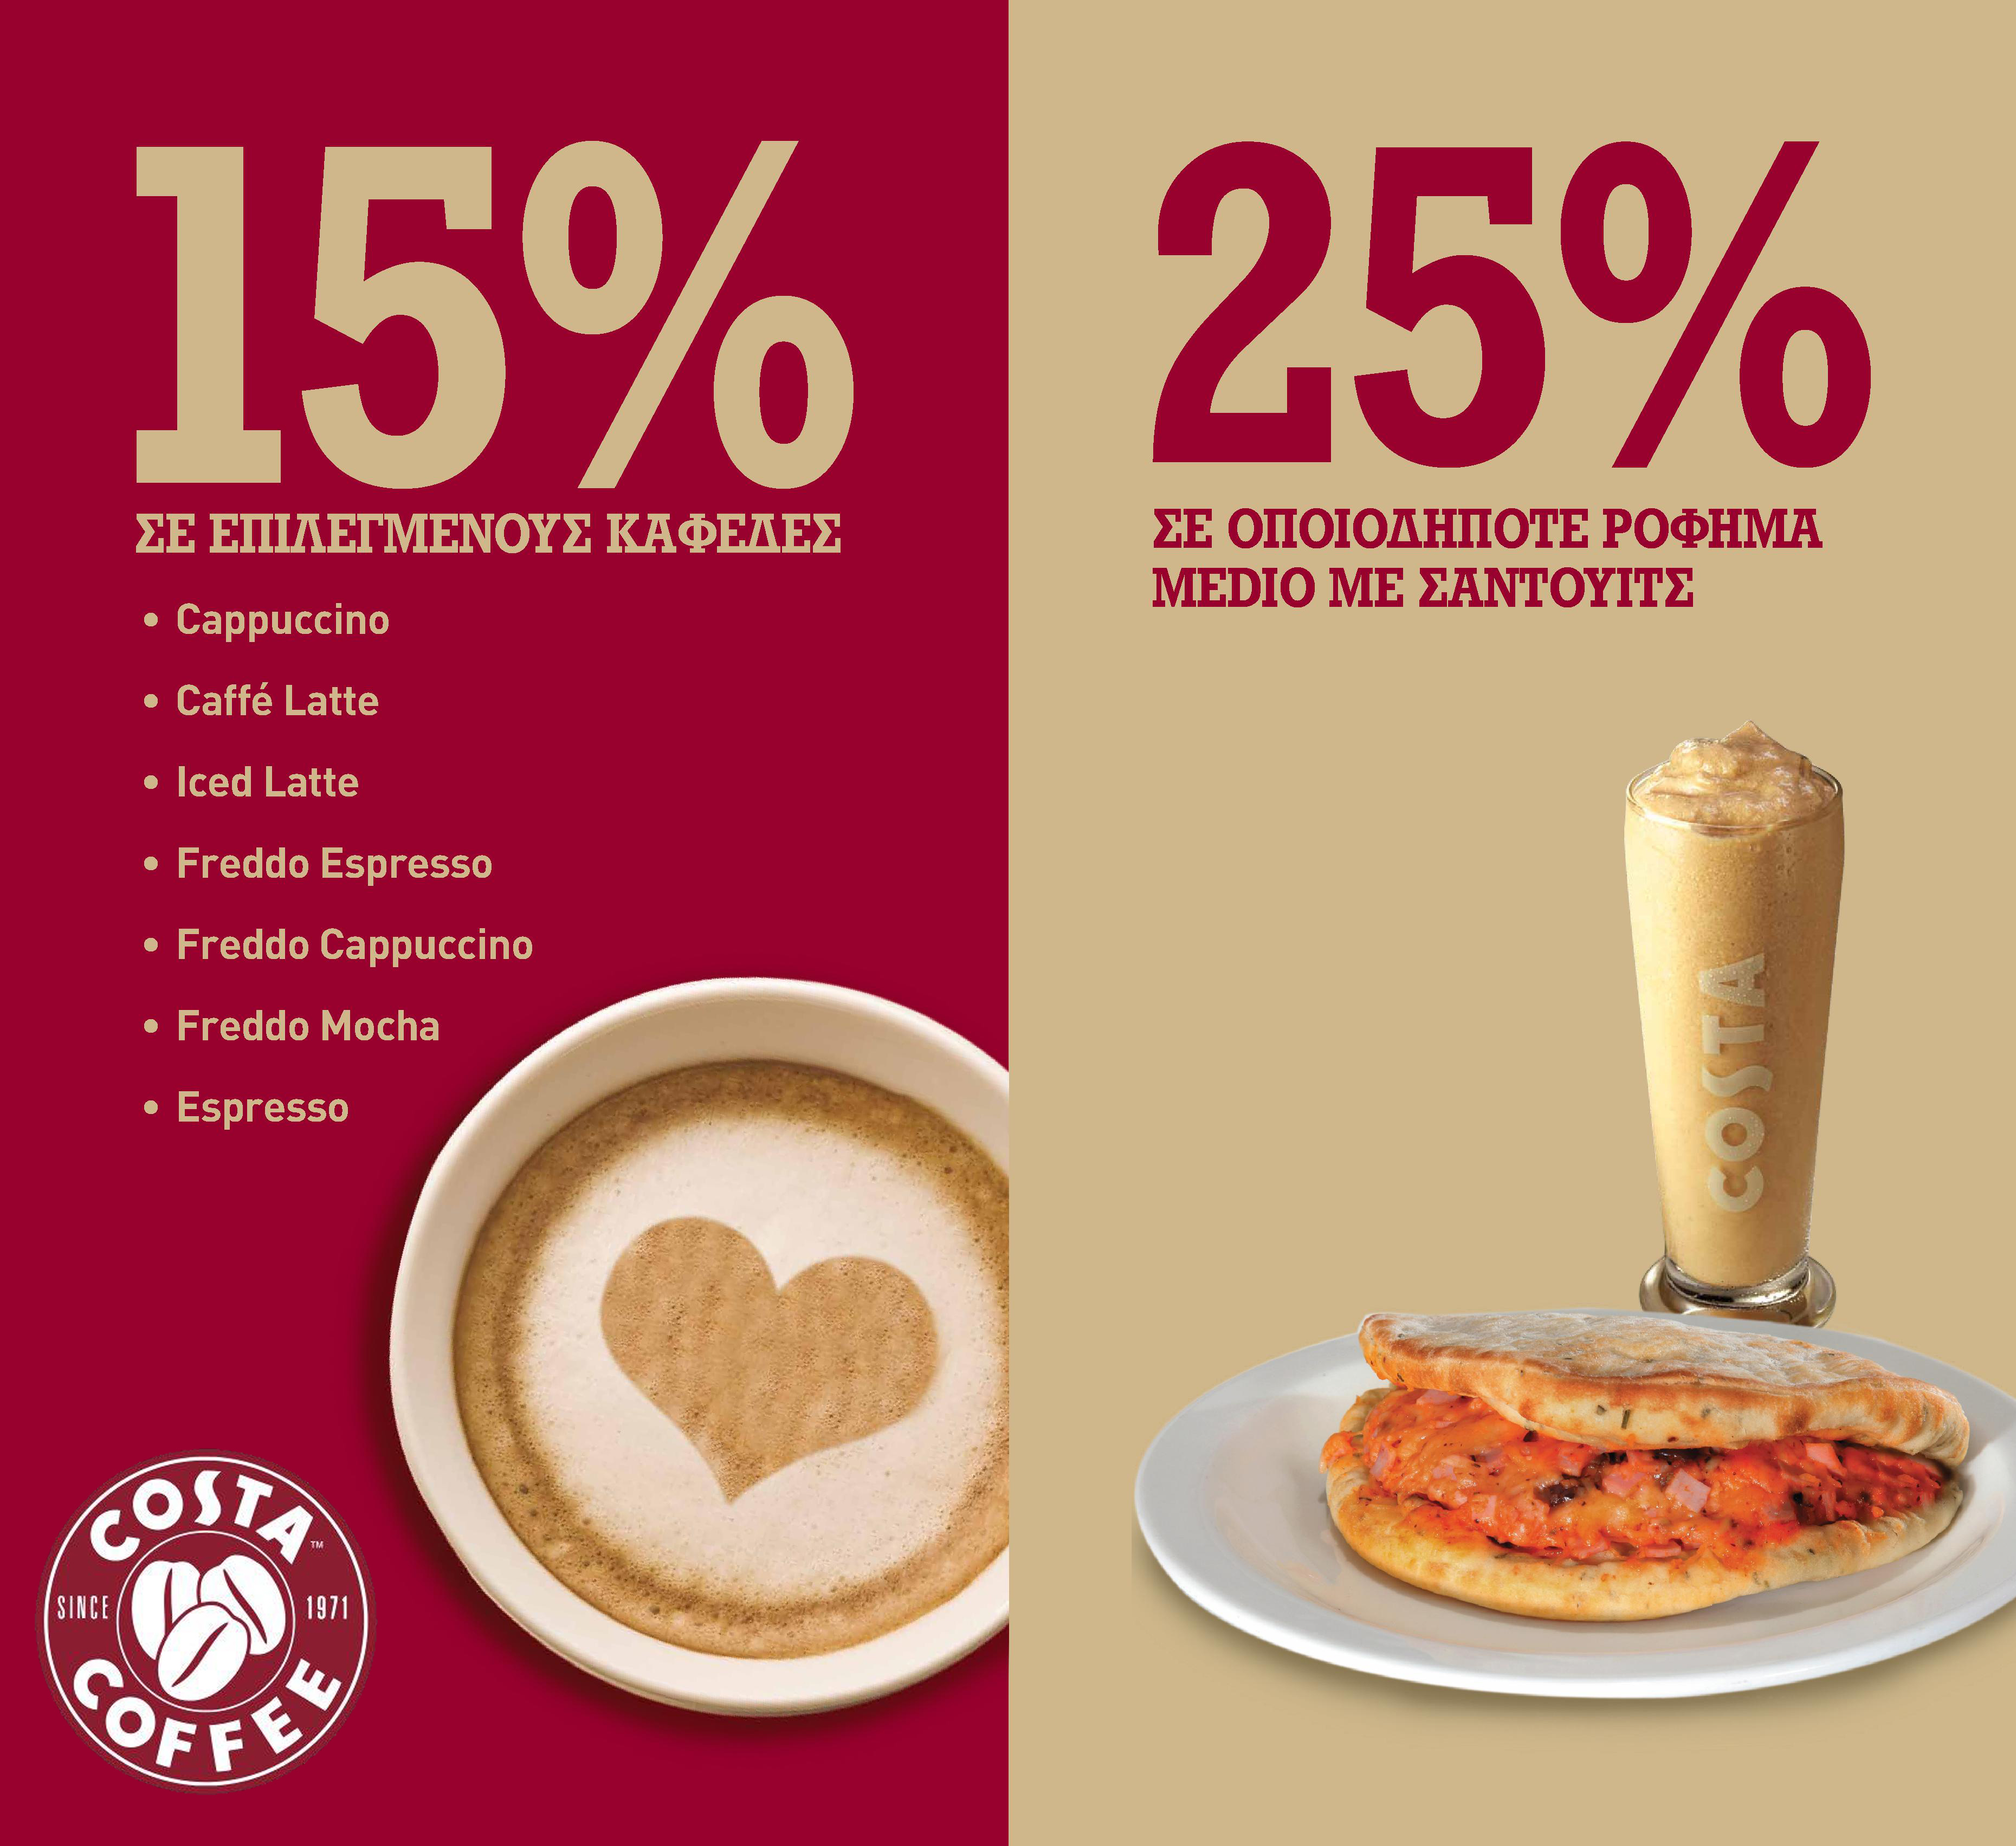 15%
ΣΕ ΕΠΙΛΕΓΜΕΝΟΥΣ ΚΑΦΕΔΕΣ
• Cappuccino
• Caffé Latte
• Iced Latte
• Freddo Espresso
• Freddo Cappuccino
• Freddo Mocha
• Espresso
COSTA™
SINCE 1971
COFFEE
25%
ΣΕ ΟΠΟΙΟΔΗΠΟΤΕ ΡΟΦΗΜΑ
MEDIO ΜΕ ΣΑΝΤΟΥΙΤΣ
COSTA